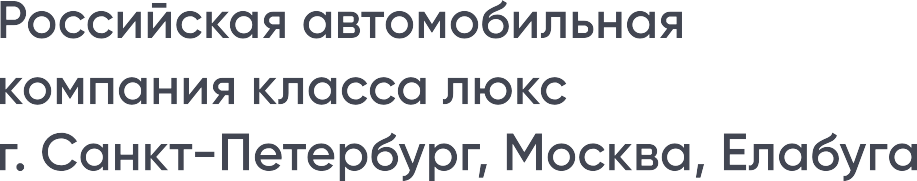 Российская автомобильная
компания класса люкс
г. Санкт-Петербург, Москва, Елабуга